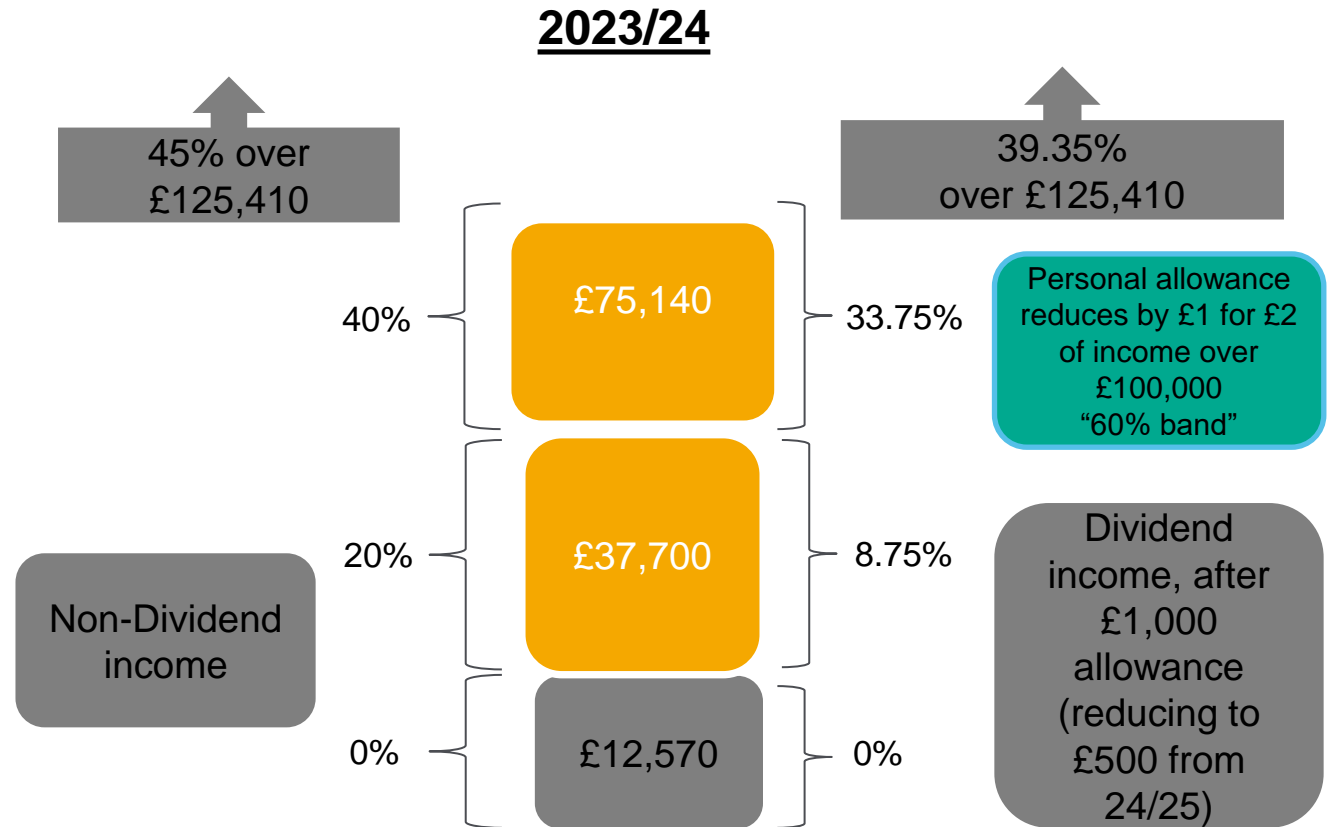 2023/24
45% over
£125,410
39.35%
over £125,410
40%
£75,140
33.75%
Personal allowance
reduces by £1 for £2
of income over
£100,000
“60% band”
20%
£37,700
8.75%
Non-Dividend
income
Dividend
income, after
£1,000
allowance
(reducing to
£500 from
24/25)
0%
£12,570
0%